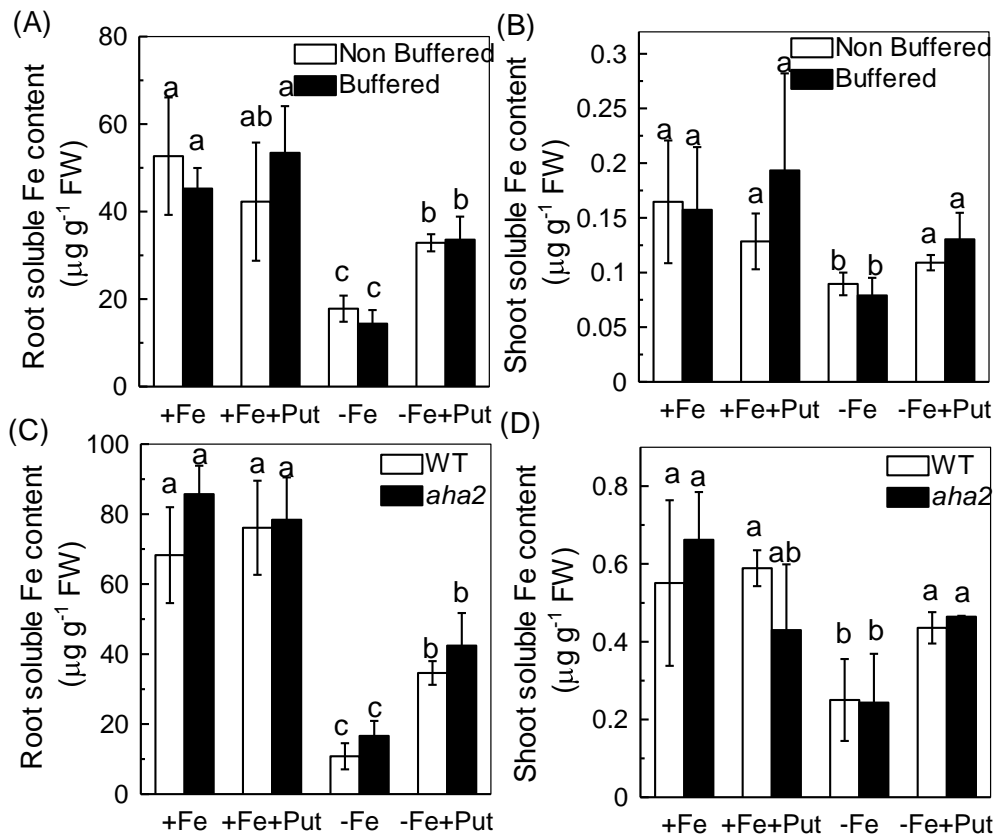 (A)
Root soluble Fe content
(μg g-1 FW)
80
60
40
20
0
Non Buffered
Buffered
a
a
ab
a
c
c
b
b
+Fe
+Fe+Put
-Fe
-Fe+Put
(B)
Shoot soluble Fe content
(μg g-1 FW)
0.3
0.25
0.2
0.15
0.1
0.05
0
Non Buffered
Buffered
a
a
a
a
b
b
a
a
+Fe
+Fe+Put
-Fe
-Fe+Put
(C)
Root soluble Fe content
(μg g-1 FW)
100
80
60
40
20
0
WT
aha2
a
a
a
a
c
c
b
b
+Fe
+Fe+Put
-Fe
-Fe+Put
(D)
Shoot soluble Fe content
(μg g-1 FW)
0.8
0.6
0.4
0.2
0
WT
aha2
a
a
a
ab
b
b
a
a
+Fe
+Fe+Put
-Fe
-Fe+Put